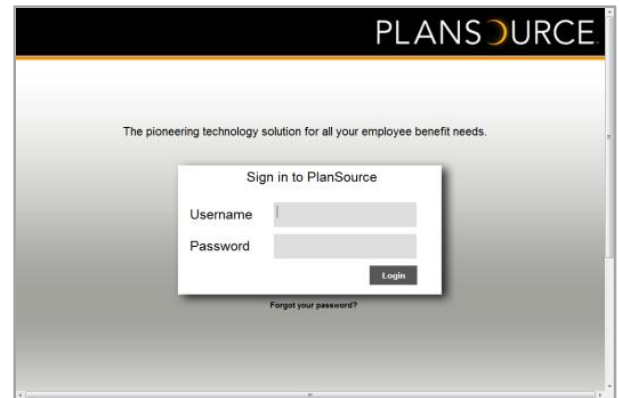 PLANSOURCE
The pioneering technology solution for all your employee benefit needs.
Sign in to PlanSource
Username
Password
Login
Forgot your password?